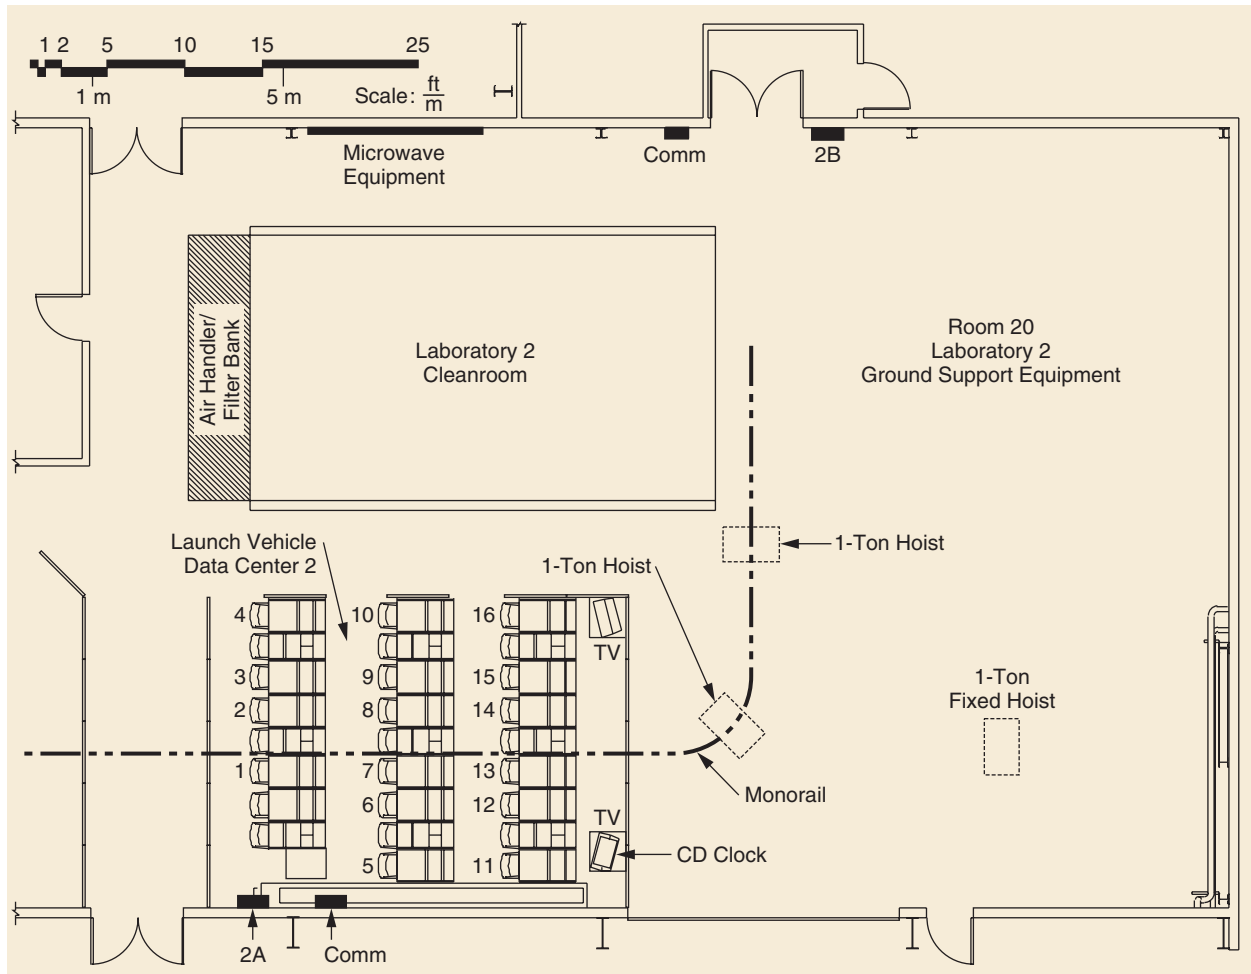 1 2 5 10 15 25
1 m 5 m Scale: ft/m
Microwave
Equipment
Comm
2B
Air Handler/
Filter Bank
Laboratory 2
Cleanroom
Room 20
Laboratory 2
Ground Support Equipment
Launch Vehicle
Data Center 2
1-Ton Hoist
1-Ton Hoist
4 10 16
TV
3 9 15
2 8 14
1-Ton
Fixed Hoist
1 7 13
Monorail
6 12
TV
CD Clock
5 11
2A
Comm